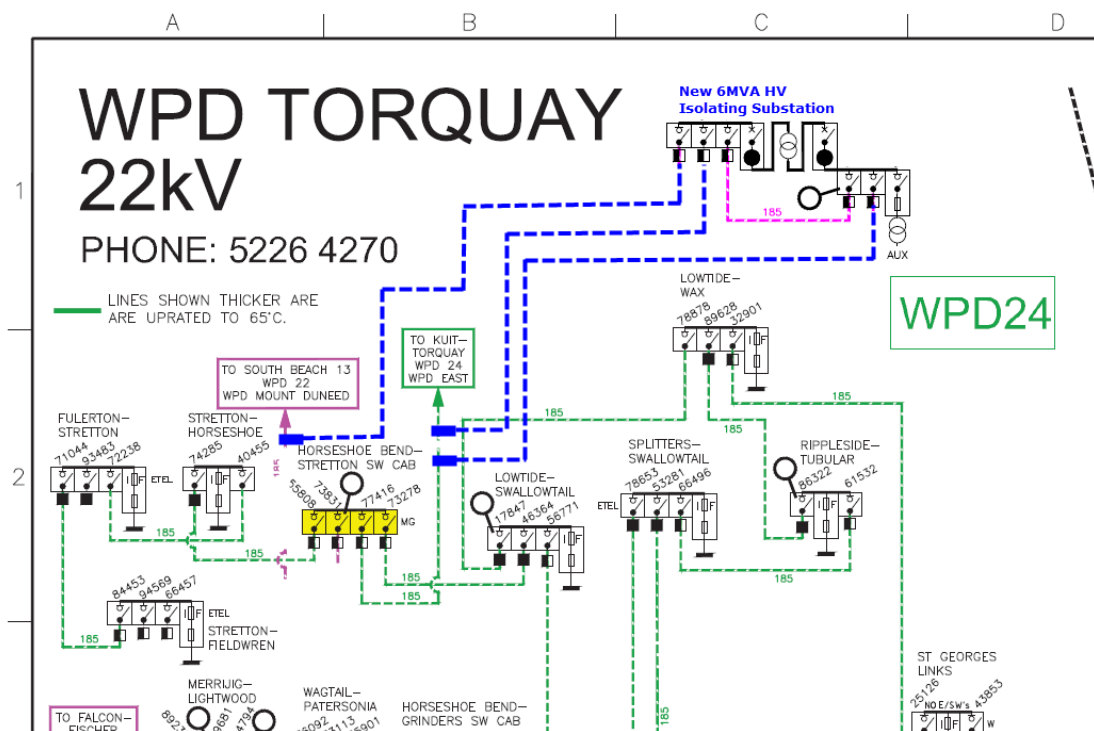 A B C D
WPD TORQUAY
22kV
PHONE: 5226 4270
LINES SHOWN THICKER ARE
ARE UPRATED TO 65°C.
1
New 6MVA HV
Isolating Substation
185
AUX
WPD24
LOWTIDE-
WAX
78878 89628 32901
I F
TO KUIT-
TORQUAY
WPD 24
WPD EAST
TO SOUTH BEACH 13
WPD 22
WPD MOUNT DUNEED
185
185
185
2
FULLERTON-
STRETTON
71044 93483 72238
I F
ETEL
STRETTON-
HORSESHOE
74285 40455
I F
185
HORSESHOE BEND-
STRETTON SW CAB
55808 73831 77416 73278
MG
LOWTIDE-
SWALLOWTAIL
17847 46364 56771
I F
SPLITTERS-
SWALLOWTAIL
78653 53281 66496
ETEL
I F
RIPPLESIDE-
TUBULAR
86322 61532
I F
185
185
185
185
185
84453 94569 66457
I F
ETEL
STRETTON-
FIELDWREN
185
MERRIJIG-
LIGHTWOOD
WAGTAIL-
PATERSONIA
HORSESHOE BEND-
GRINDERS SW CAB
185
ST GEORGES
LINKS
25126 NO E/SW's 43853
I F
W
TO FALCON-
FISCHER